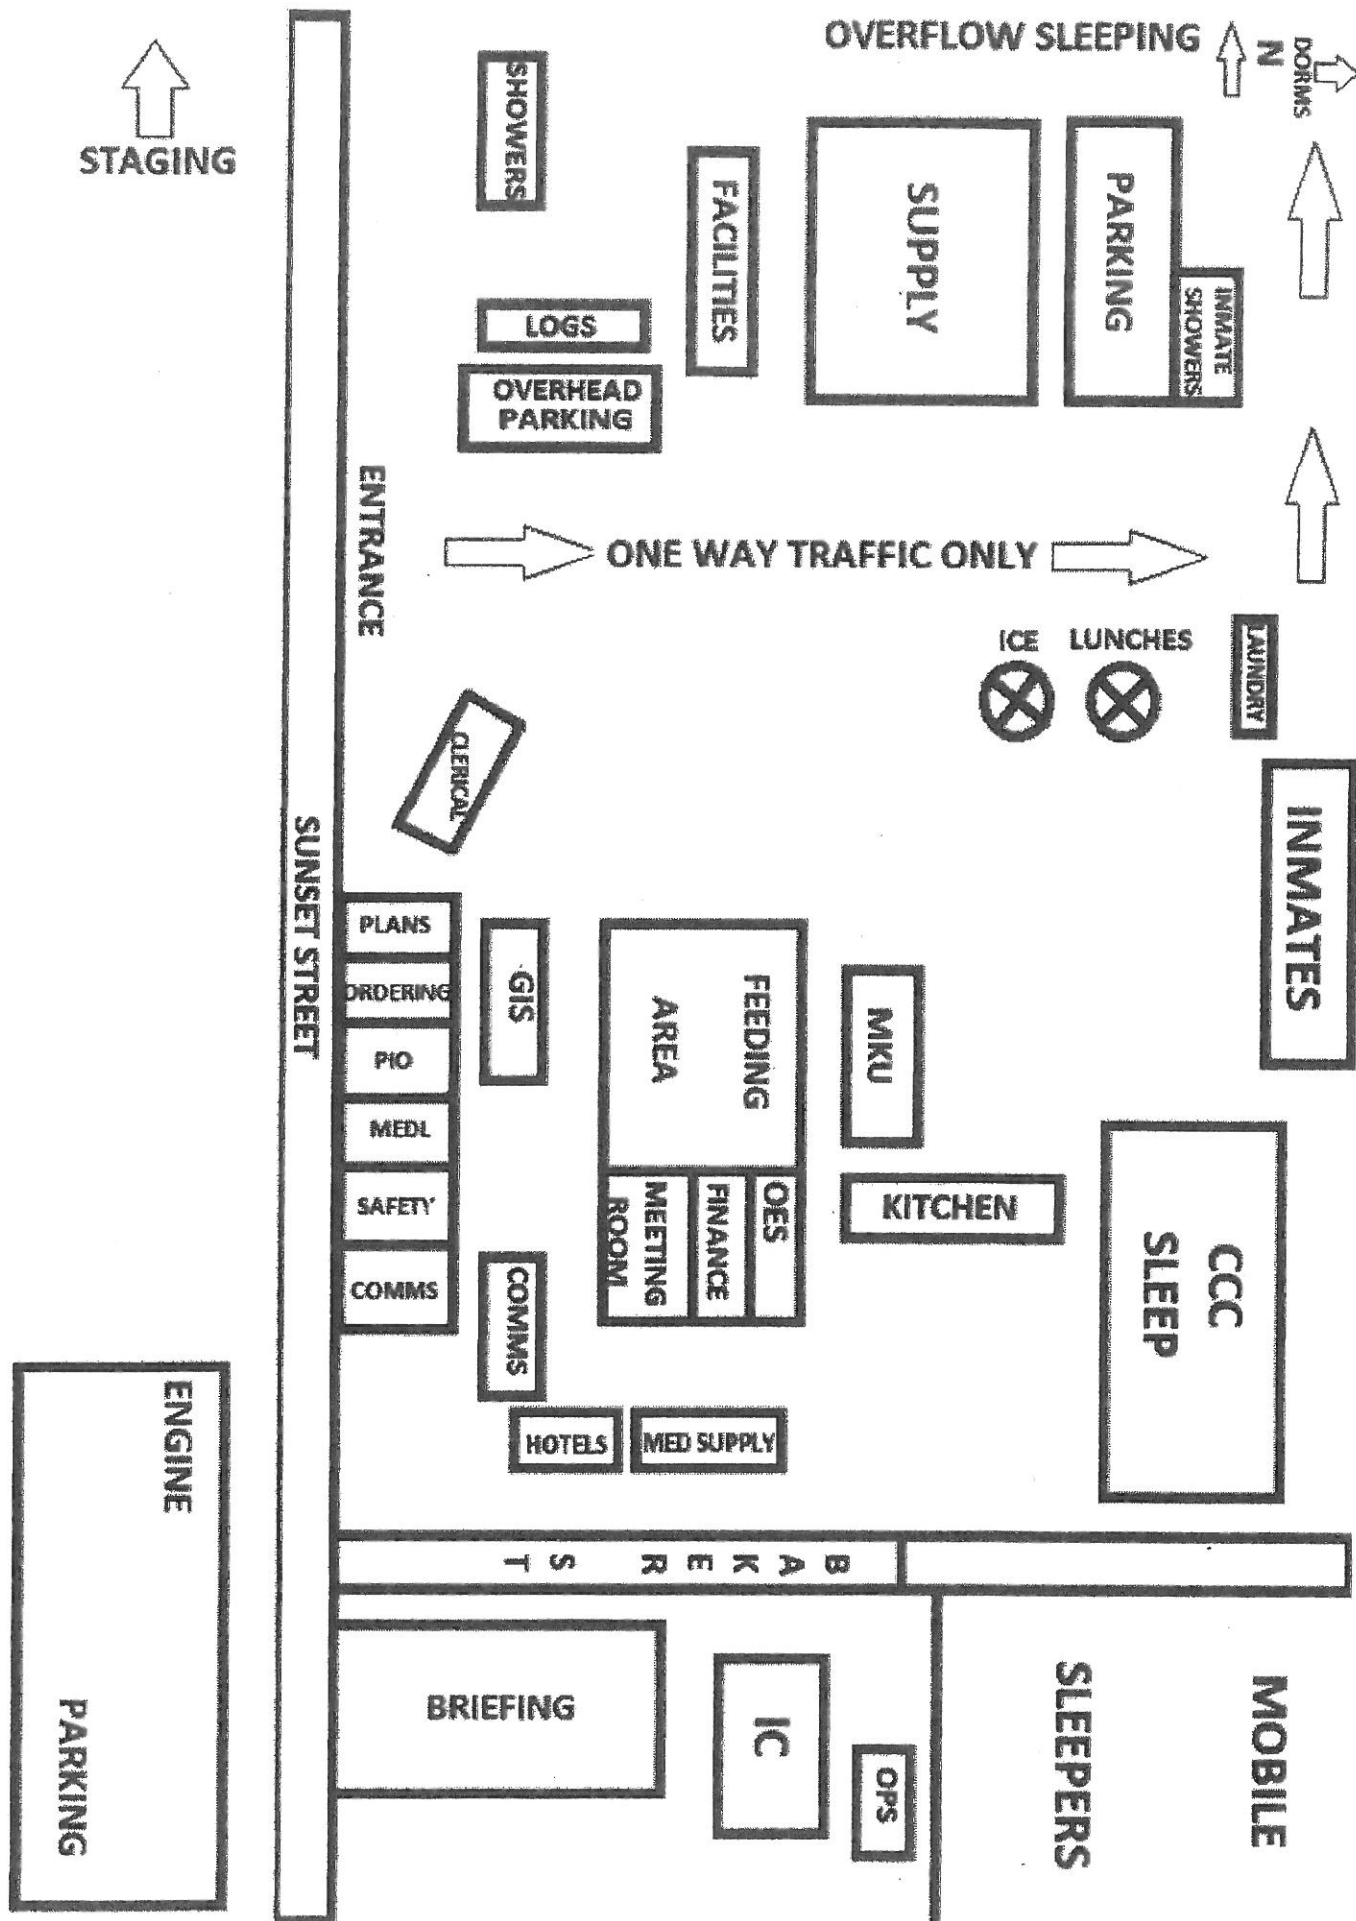 OVERFLOW SLEEPING
N
DORMS
STAGING
SHOWERS
FACILITIES
SUPPLY
PARKING
INMATE
SHOWERS
LOGS
OVERHEAD
PARKING
ENTRANCE
ONE WAY TRAFFIC ONLY
ICE
LUNCHES
LAUNDRY
CLERICAL
INMATES
SUNSET STREET
PLANS
ORDERING
PIO
MEDL
SAFETY
COMMS
GIS
FEEDING
AREA
MKU
KITCHEN
MEETING
ROOM
FINANCE
OES
CCC
SLEEP
COMMS
HOTELS
MED SUPPLY
BAKER ST
ENGINE
PARKING
BRIEFING
IC
OPS
MOBILE
SLEEPERS